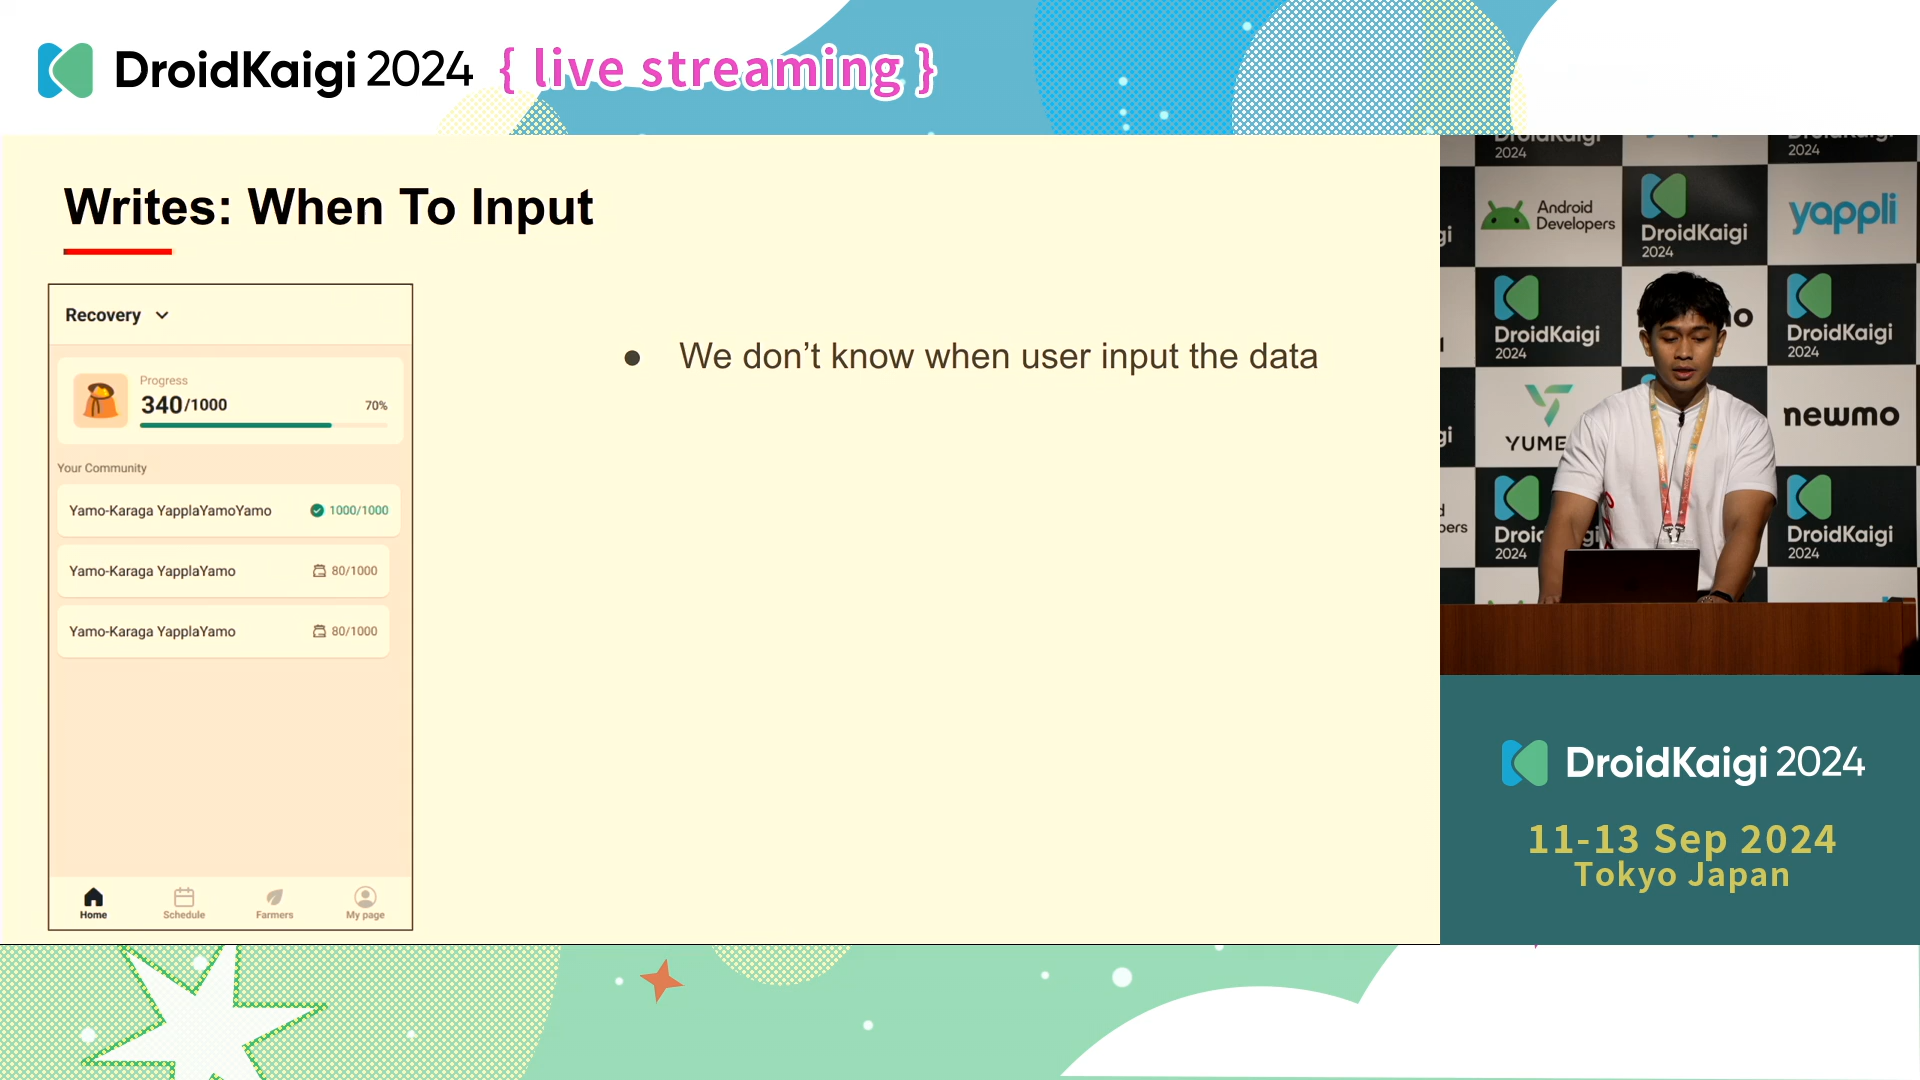 DroidKaigi 2024 { live streaming }
Writes: When To Input
Recovery
Progress
340/1000
70%
Your Community
Yamo-Karaga YapplaYamoYamo
1000/1000
Yamo-Karaga YapplaYamo
80/1000
Yamo-Karaga YapplaYamo
80/1000
Home
Schedule
Farmers
My page
● We don’t know when user input the data
2024
2024
Android
Developers
DroidKaigi
2024
yappli
DroidKaigi
2024
DroidKaigi
2024
YUME
newmo
2024
DroidKaigi
2024
DroidKaigi 2024
11-13 Sep 2024
Tokyo Japan